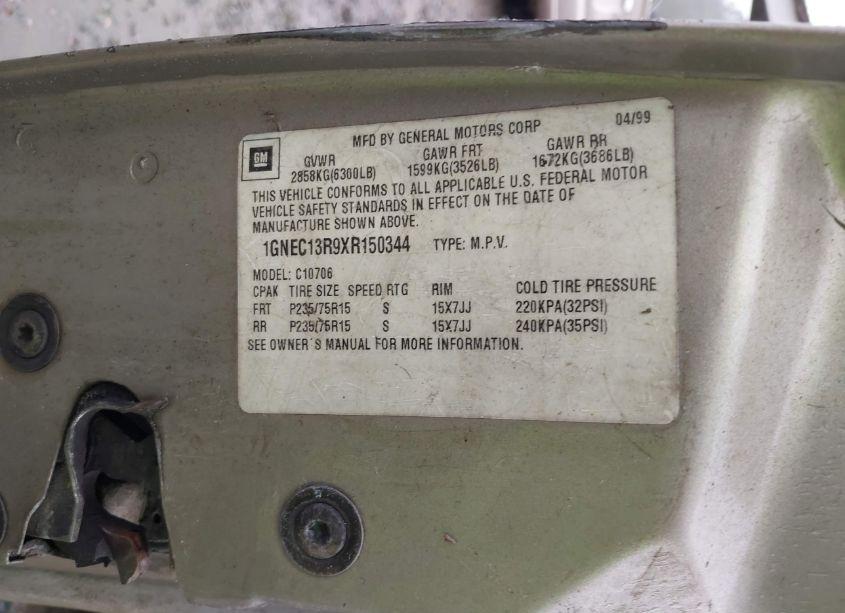 04/99
MFD BY GENERAL MOTORS CORP
GM
GVWR GAWR FRT GAWR RR
2858KG(6300LB) 1599KG(3526LB) 1672KG(3686LB)
THIS VEHICLE CONFORMS TO ALL APPLICABLE U.S. FEDERAL MOTOR
VEHICLE SAFETY STANDARDS IN EFFECT ON THE DATE OF
MANUFACTURE SHOWN ABOVE.
1GNEC13R9XR150344 TYPE: M.P.V.
MODEL: C10706
CPAK TIRE SIZE SPEED RTG RIM COLD TIRE PRESSURE
FRT P235/75R15 S 15X7JJ 220KPA(32PSI)
RR P235/75R15 S 15X7JJ 240KPA(35PSI)
SEE OWNER'S MANUAL FOR MORE INFORMATION.